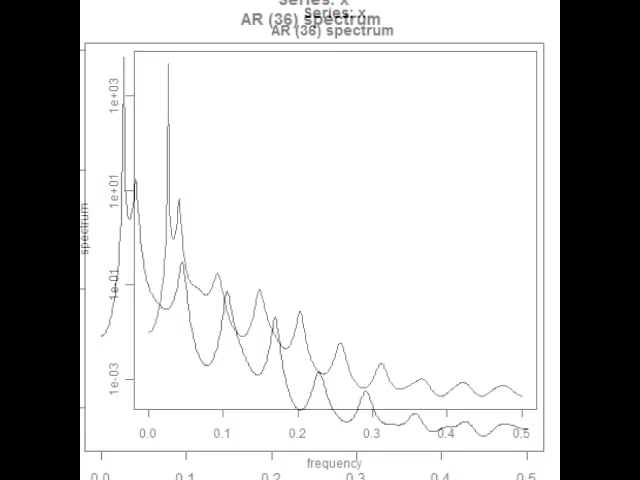 Series: x
Series: x
AR (36) spectrum
AR (36) spectrum
1e+03
1e+01
spectrum
1e-01
1e-03
0.0 0.1 0.2 0.3 0.4 0.5
frequency
0.0 0.1 0.2 0.3 0.4 0.5